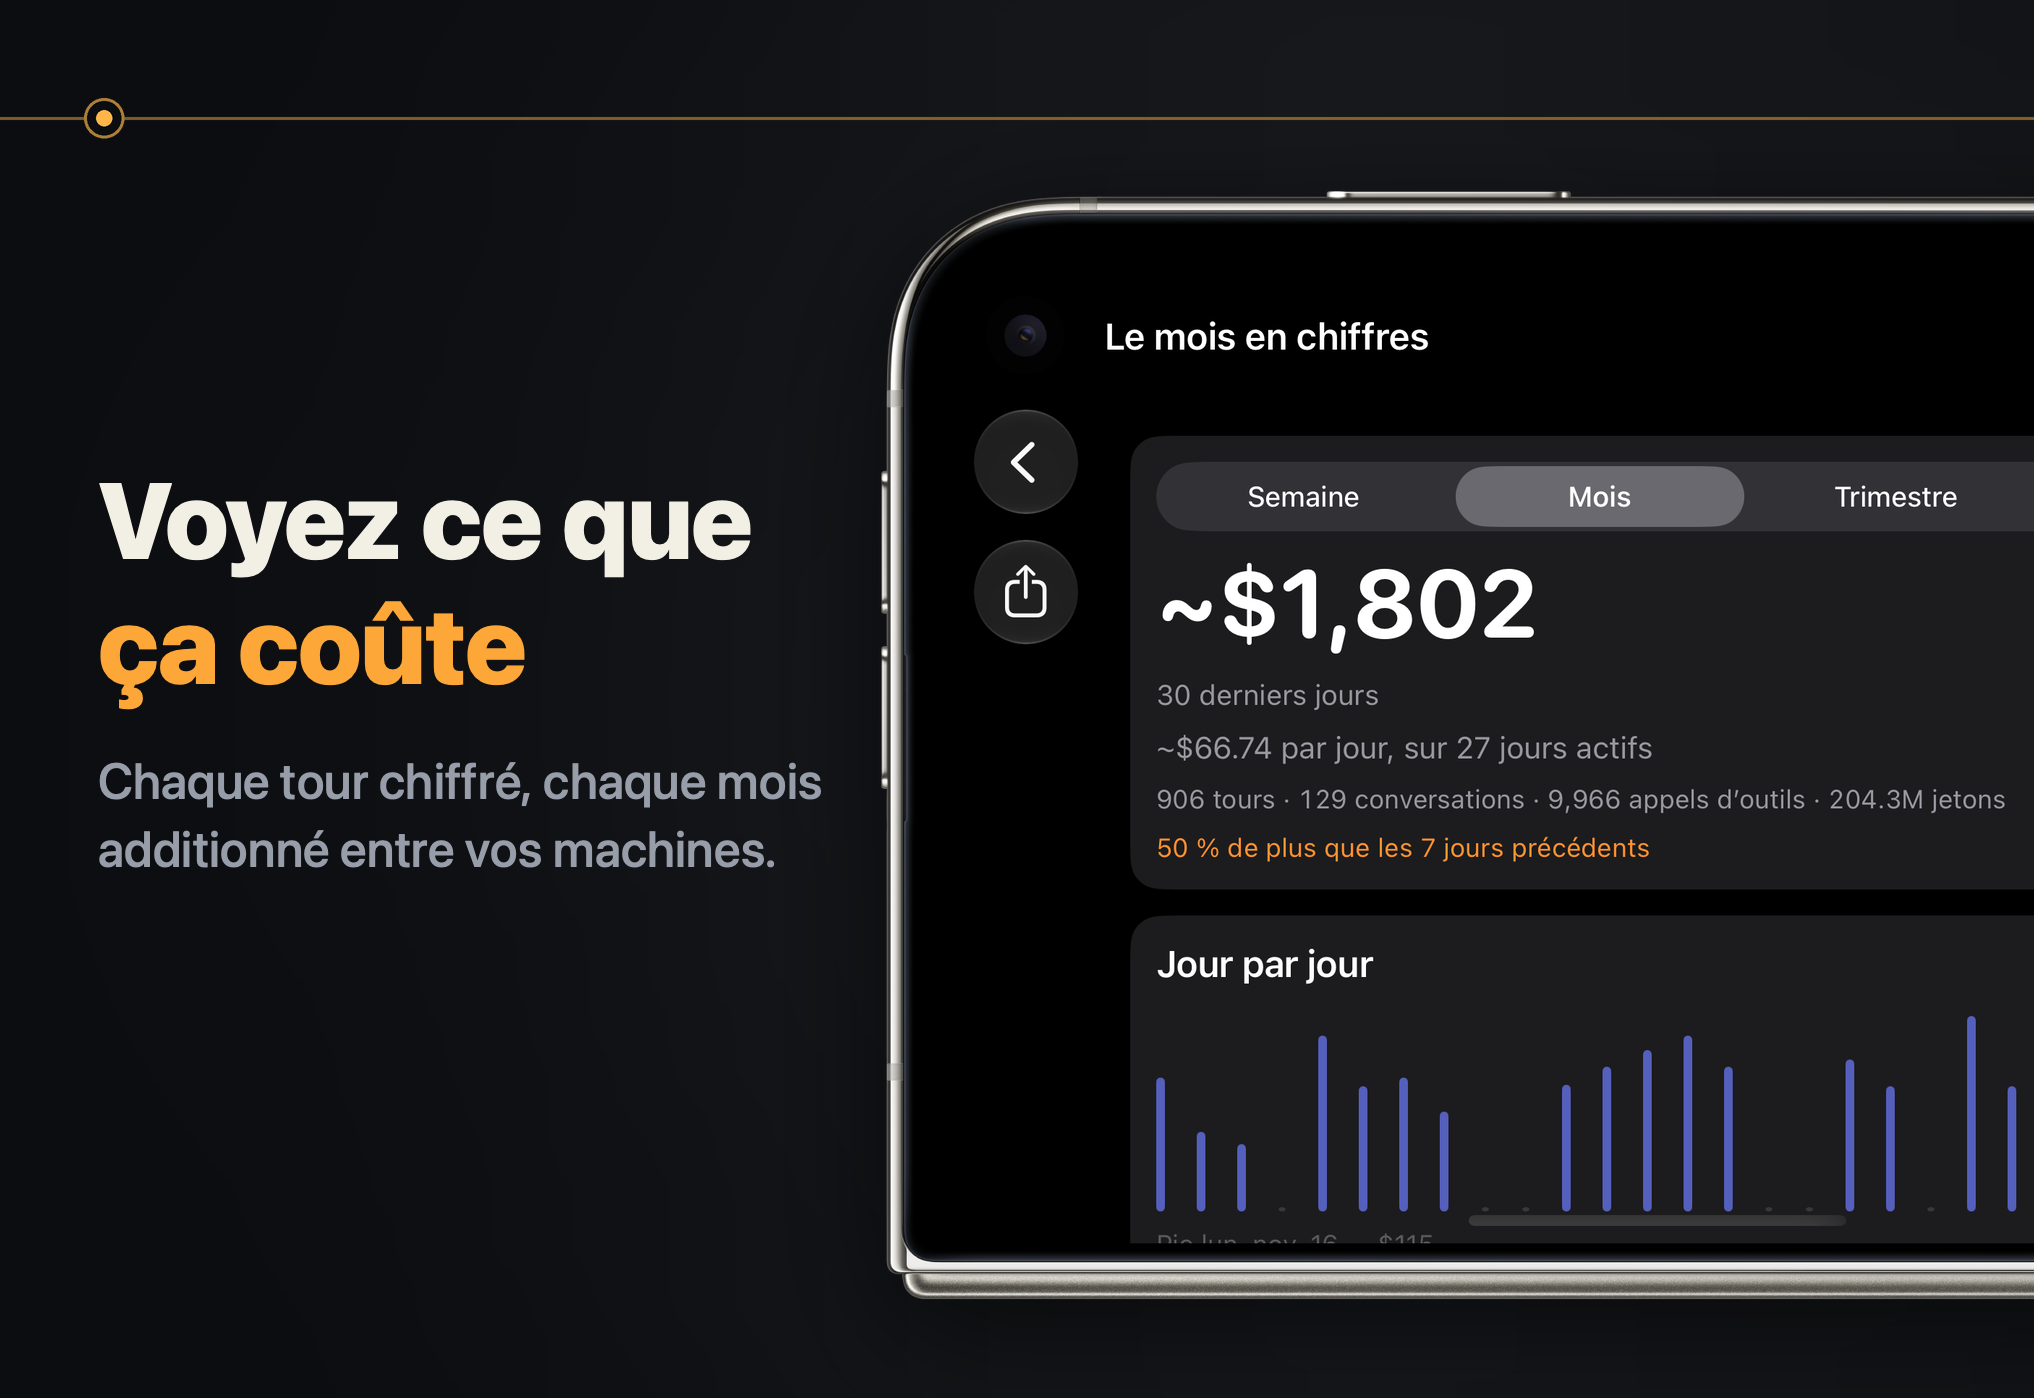 Voyez ce que
ça coûte
Chaque tour chiffré, chaque mois
additionné entre vos machines.
Le mois en chiffres
Semaine
Mois
Trimestre
~$1,802
30 derniers jours
~$66.74 par jour, sur 27 jours actifs
906 tours · 129 conversations · 9,966 appels d’outils · 204.3M jetons
50 % de plus que les 7 jours précédents
Jour par jour